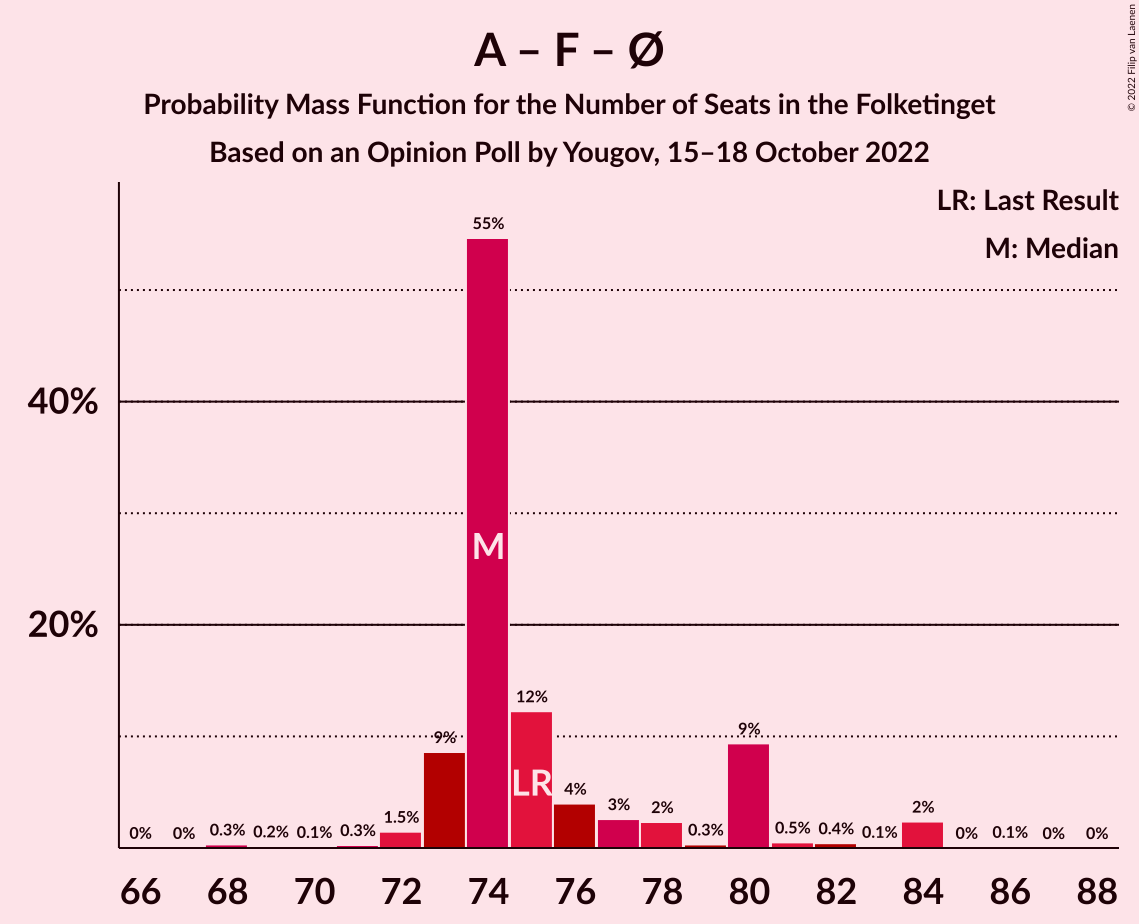 A – F – Ø
Probability Mass Function for the Number of Seats in the Folketinget
Based on an Opinion Poll by Yougov, 15–18 October 2022
© 2022 Filip van Laenen
LR: Last Result
M: Median
40%
20%
0% 0% 0.3% 0.2% 0.1% 0.3% 1.5% 9% 55% 12% 4% 3% 2% 0.3% 9% 0.5% 0.4% 0.1% 2% 0% 0.1% 0% 0%
M
LR
66 68 70 72 74 76 78 80 82 84 86 88